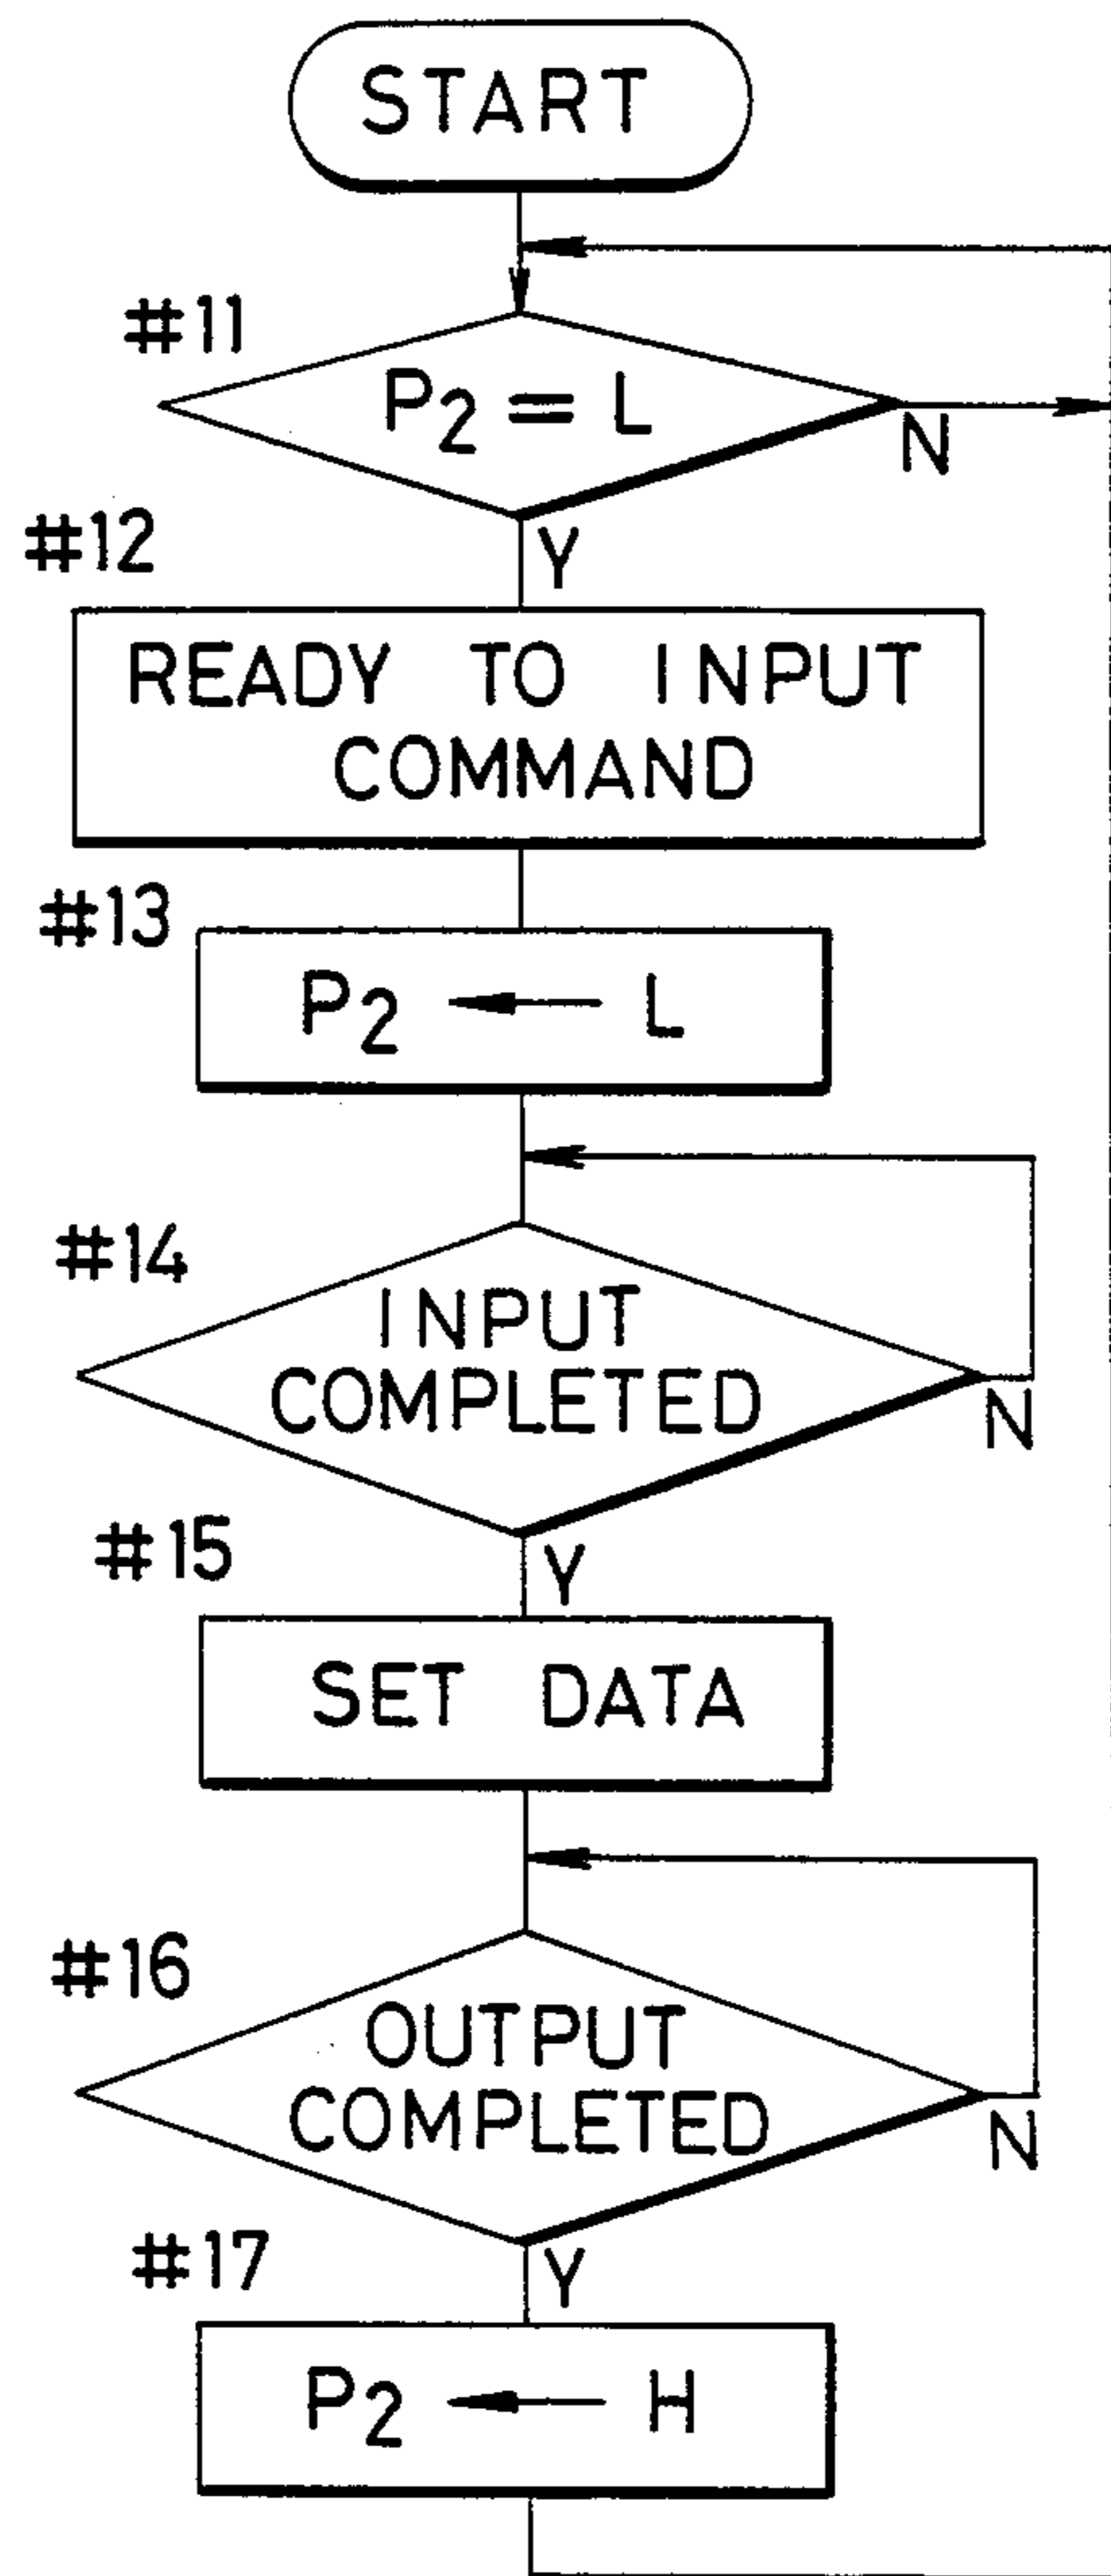 START
#11
P₂ = L
N
Y
#12
READY TO INPUT
COMMAND
#13
P₂ ← L
#14
INPUT
COMPLETED
N
Y
#15
SET DATA
#16
OUTPUT
COMPLETED
N
Y
#17
P₂ ← H